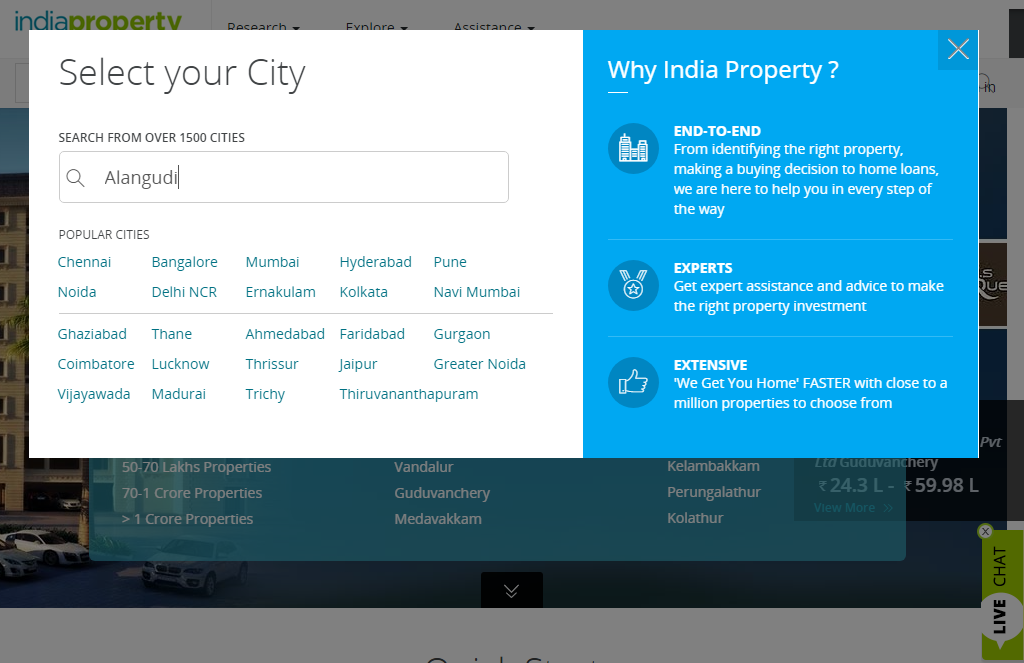 indiaproperty
Research
Explore
Assistance
Select your City
SEARCH FROM OVER 1500 CITIES
Alangudi
POPULAR CITIES
Chennai Bangalore Mumbai Hyderabad Pune
Noida Delhi NCR Ernakulam Kolkata Navi Mumbai
Ghaziabad Thane Ahmedabad Faridabad Gurgaon
Coimbatore Lucknow Thrissur Jaipur Greater Noida
Vijayawada Madurai Trichy Thiruvananthapuram
Why India Property ?
END-TO-END
From identifying the right property,
making a buying decision to home loans,
we are here to help you in every step of
the way
EXPERTS
Get expert assistance and advice to make
the right property investment
EXTENSIVE
'We Get You Home' FASTER with close to a
million properties to choose from
50-70 Lakhs Properties Vandalur Kelambakkam
70-1 Crore Properties Guduvanchery Perungalathur
> 1 Crore Properties Medavakkam Kolathur
Pvt
Ltd Guduvanchery
₹ 24.3 L - ₹ 59.98 L
View More »
LIVE CHAT